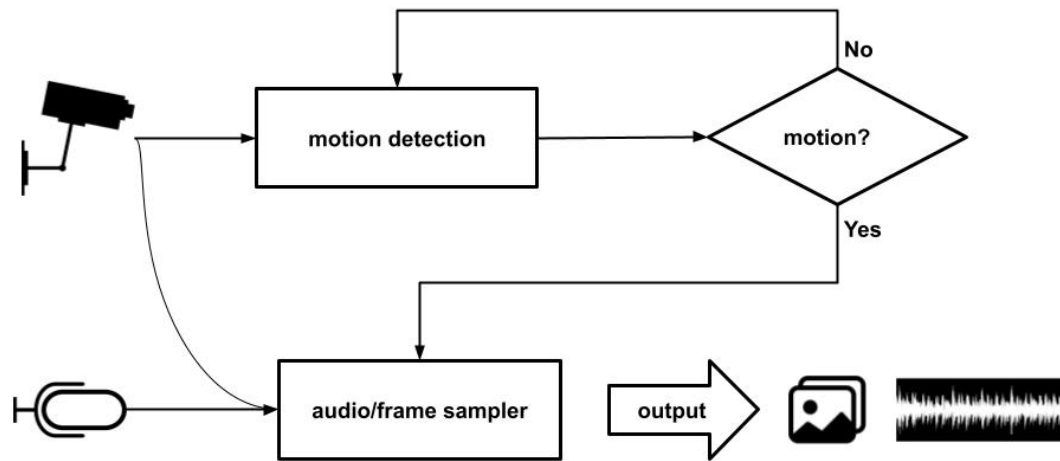 No
motion detection
motion?
Yes
audio/frame sampler
output